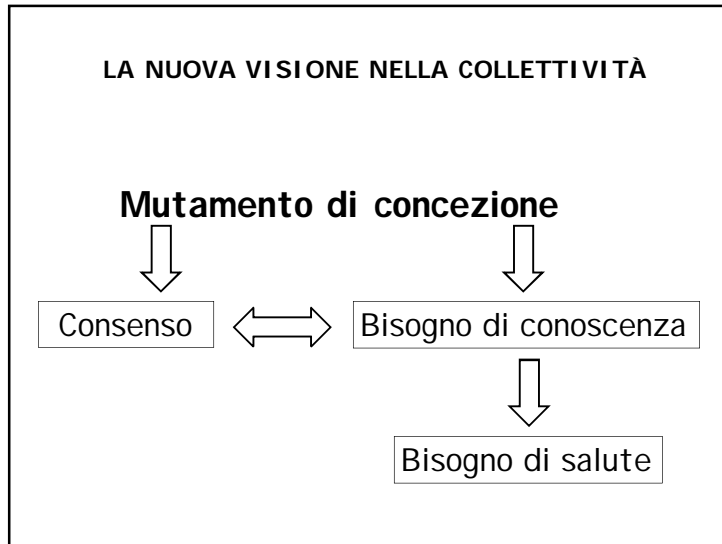 LA NUOVA VISIONE NELLA COLLETTIVITÀ
Mutamento di concezione
Consenso
Bisogno di conoscenza
Bisogno di salute